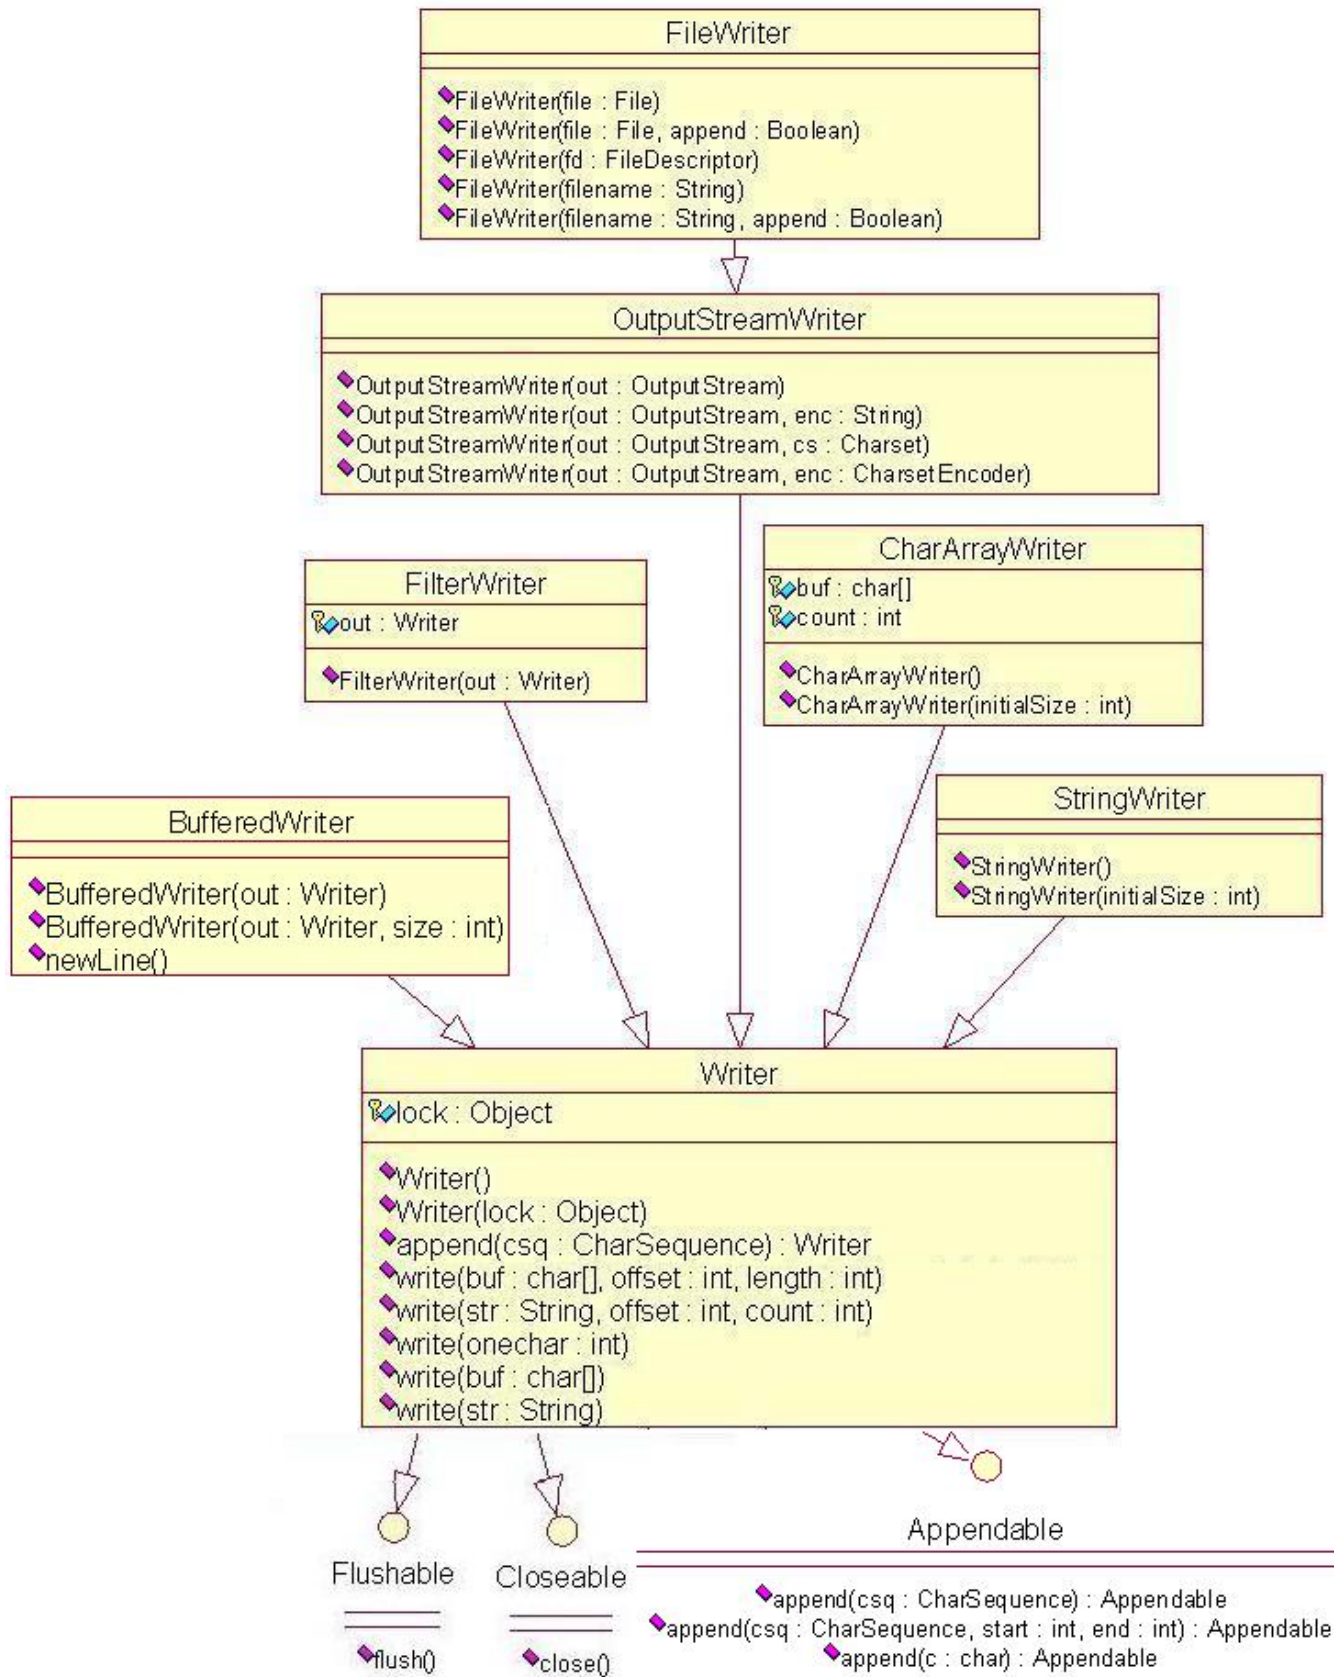 FileWriter
FileWriter(file : File)
FileWriter(file : File, append : Boolean)
FileWriter(fd : FileDescriptor)
FileWriter(filename : String)
FileWriter(filename : String, append : Boolean)
OutputStreamWriter
OutputStreamWriter(out : OutputStream)
OutputStreamWriter(out : OutputStream, enc : String)
OutputStreamWriter(out : OutputStream, cs : Charset)
OutputStreamWriter(out : OutputStream, enc : CharsetEncoder)
FilterWriter
out : Writer
FilterWriter(out : Writer)
CharArrayWriter
buf : char[]
count : int
CharArrayWriter()
CharArrayWriter(initialSize : int)
BufferedWriter
BufferedWriter(out : Writer)
BufferedWriter(out : Writer, size : int)
newLine()
StringWriter
StringWriter()
StringWriter(initialSize : int)
Writer
lock : Object
Writer()
Writer(lock : Object)
append(csq : CharSequence) : Writer
write(buf : char[], offset : int, length : int)
write(str : String, offset : int, count : int)
write(onechar : int)
write(buf : char[])
write(str : String)
Flushable
flush()
Closeable
close()
Appendable
append(csq : CharSequence) : Appendable
append(csq : CharSequence, start : int, end : int) : Appendable
append(c : char) : Appendable